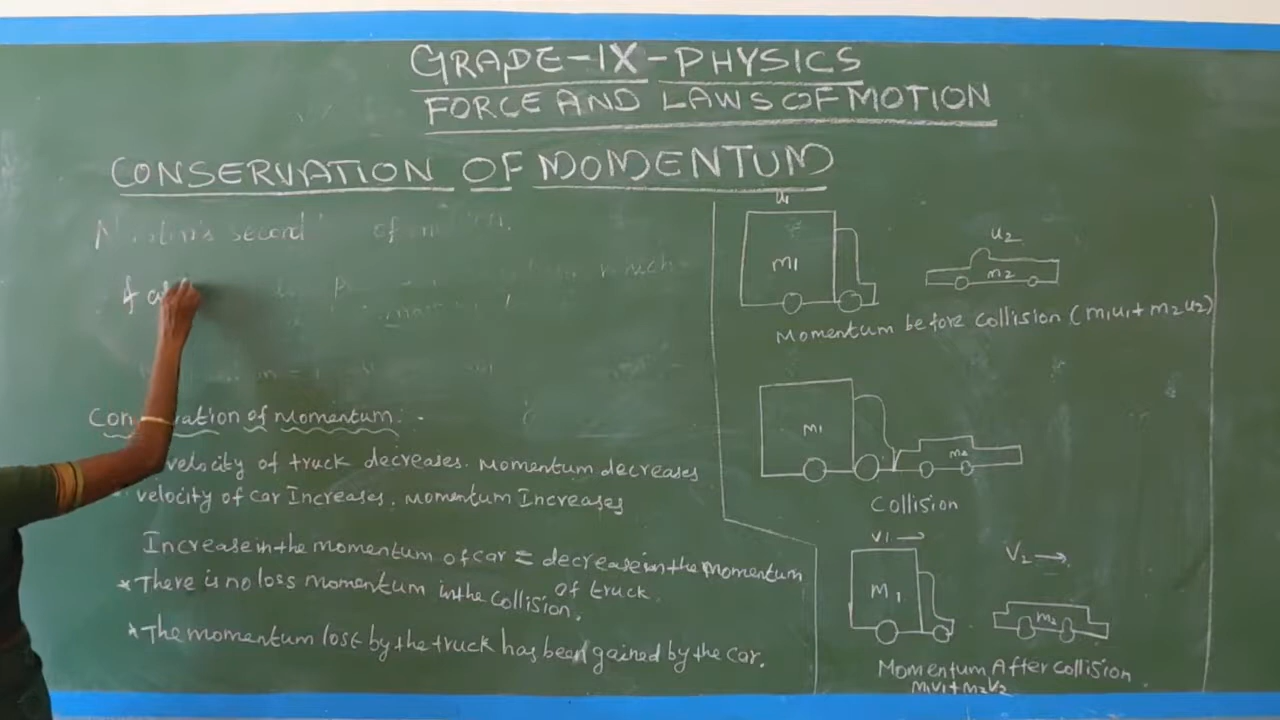 GRADE-IX-PHYSICS
FORCE AND LAWS OF MOTION
CONSERVATION OF MOMENTUM
second of
velocity of truck decreases. Momentum decreases
velocity of car Increases. Momentum Increases
Increase in the momentum of car = decrease in the momentum
of truck.
* There is no loss momentum in the collision.
* The momentum lost by the truck has been gained by the car.
u1
m1
u2
m2
Momentum before collision (m1u1+m2u2)
m1
m2
Collision
v1 →
M1
V2 →
m2
Momentum After collision
m1v1+m2v2